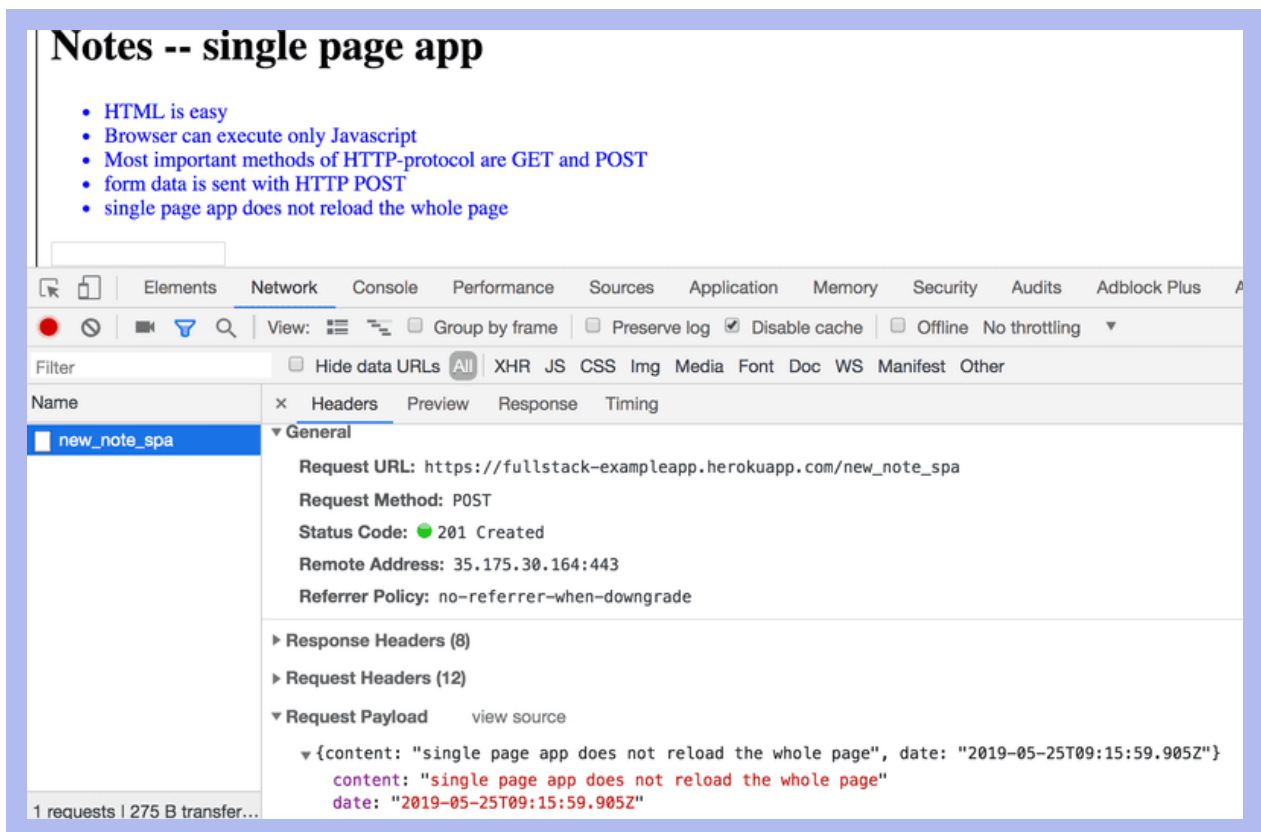 Notes -- single page app
HTML is easy
Browser can execute only Javascript
Most important methods of HTTP-protocol are GET and POST
form data is sent with HTTP POST
single page app does not reload the whole page
Elements Network Console Performance Sources Application Memory Security Audits Adblock Plus A
View: Group by frame Preserve log Disable cache Offline No throttling
Filter Hide data URLs All XHR JS CSS Img Media Font Doc WS Manifest Other
Name × Headers Preview Response Timing
new_note_spa
General
Request URL: https://fullstack-exampleapp.herokuapp.com/new_note_spa
Request Method: POST
Status Code: 201 Created
Remote Address: 35.175.30.164:443
Referrer Policy: no-referrer-when-downgrade
Response Headers (8)
Request Headers (12)
Request Payload view source
{content: "single page app does not reload the whole page", date: "2019-05-25T09:15:59.905Z"}
content: "single page app does not reload the whole page"
date: "2019-05-25T09:15:59.905Z"
1 requests | 275 B transfer...